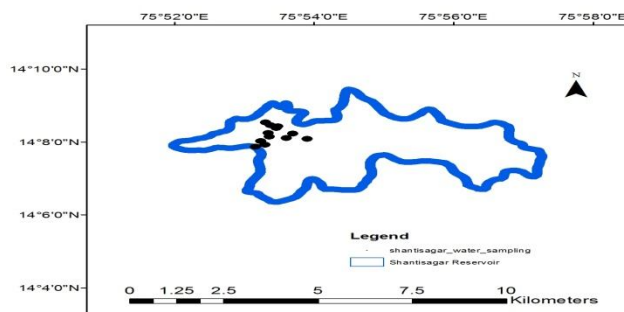 75°52'0"E 75°54'0"E 75°56'0"E 75°58'0"E
14°10'0"N
N
14°8'0"N
14°6'0"N
Legend
shantisagar_water_sampling
Shantisagar Reservoir
14°4'0"N
0 1.25 2.5 5 7.5 10
Kilometers